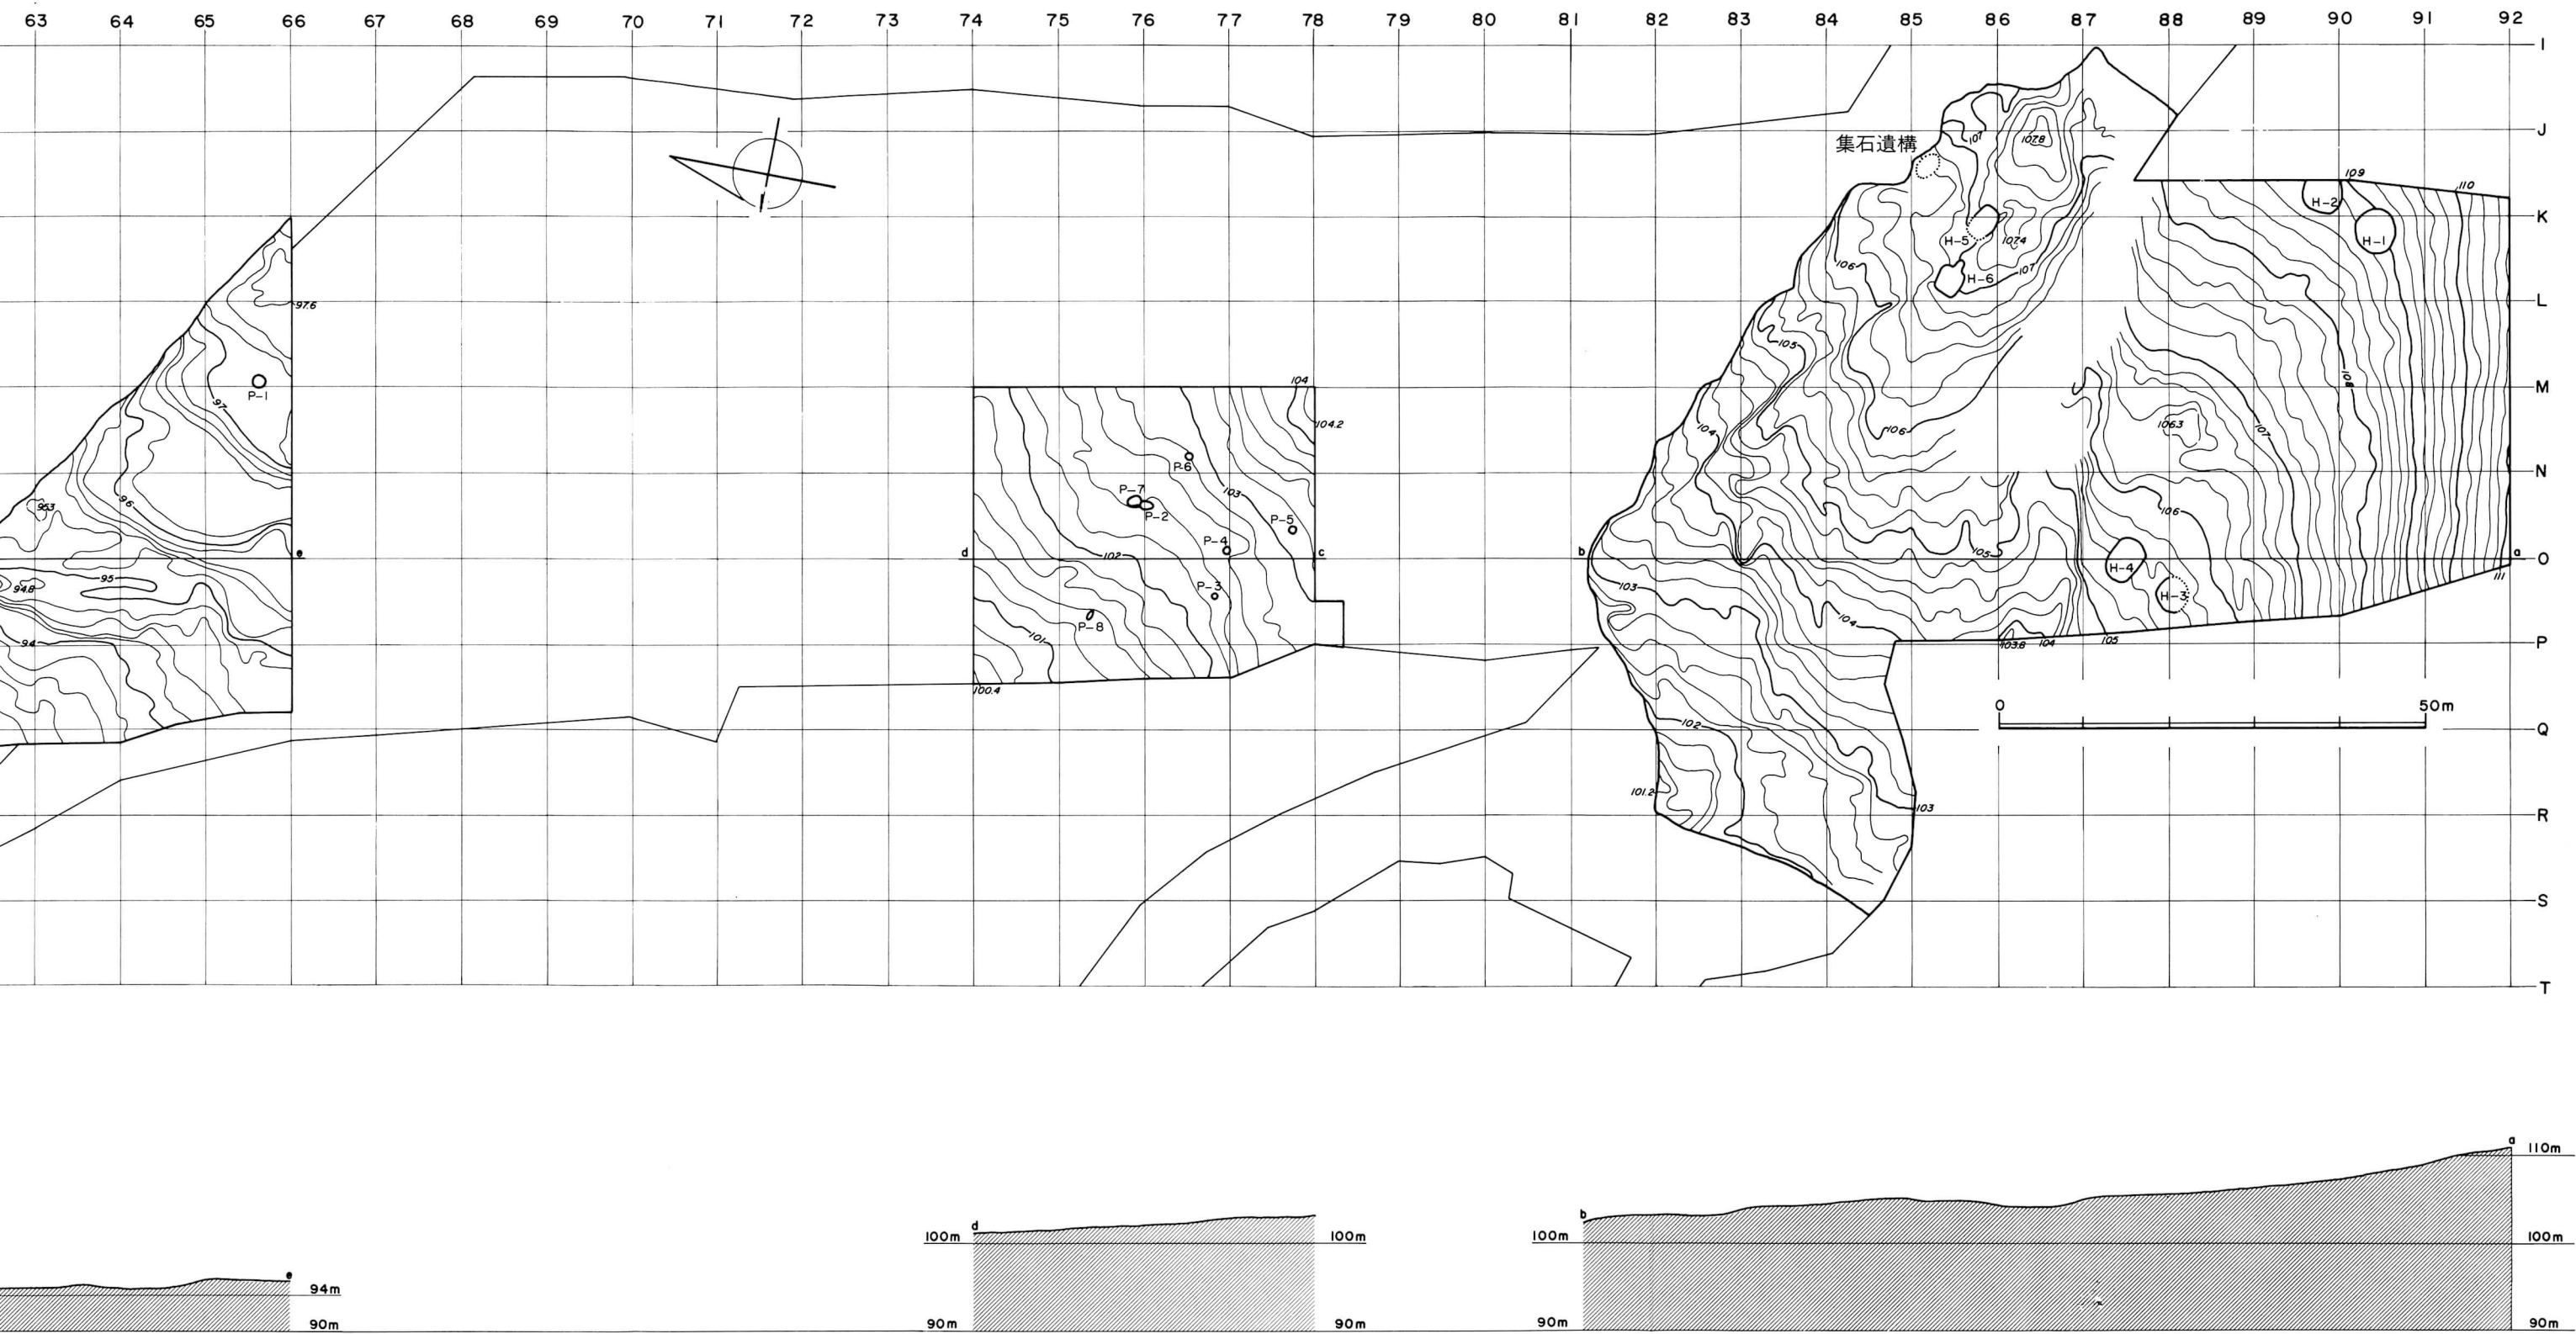 63 64 65 66 67 68 69 70 71 72 73 74 75 76 77 78 79 80 81 82 83 84 85 86 87 88 89 90 91 92
I
J
集石遺構
107
107.8
109
110
H-2
K
H-1
H-5
107.4
106
H-6
107
97.6
L
105
P-1
97
104
M
108
104.2
104
106
106.3
107
P-6
N
P-7
103
96
95.3
P-2
P-5
106
P-4
e
d
102
c
b
105
O
a
H-4
111
95
94.8
P-3
103
H-3
P-8
104
101
94
103.8
104
105
P
100.4
0
50m
102
Q
101.2
103
R
S
T
a
110m
b
d
100m
100m
100m
100m
e
94m
90m
90m
90m
90m
90m